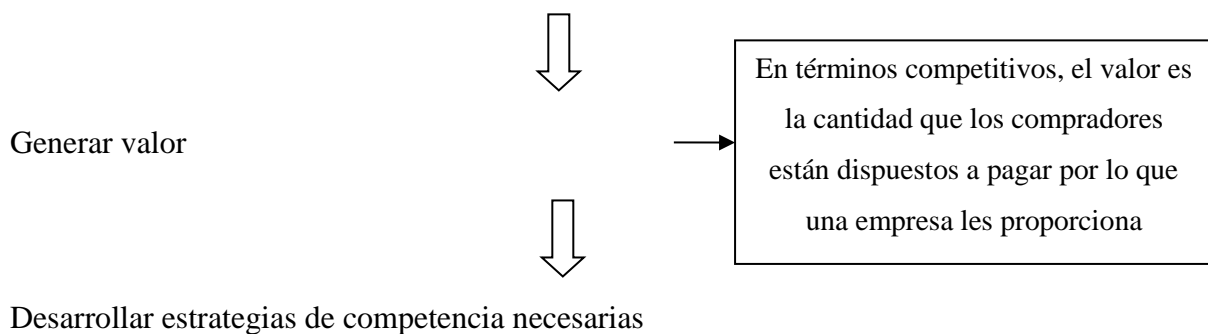 En términos competitivos, el valor es
la cantidad que los compradores
están dispuestos a pagar por lo que
una empresa les proporciona
Generar valor
Desarrollar estrategias de competencia necesarias